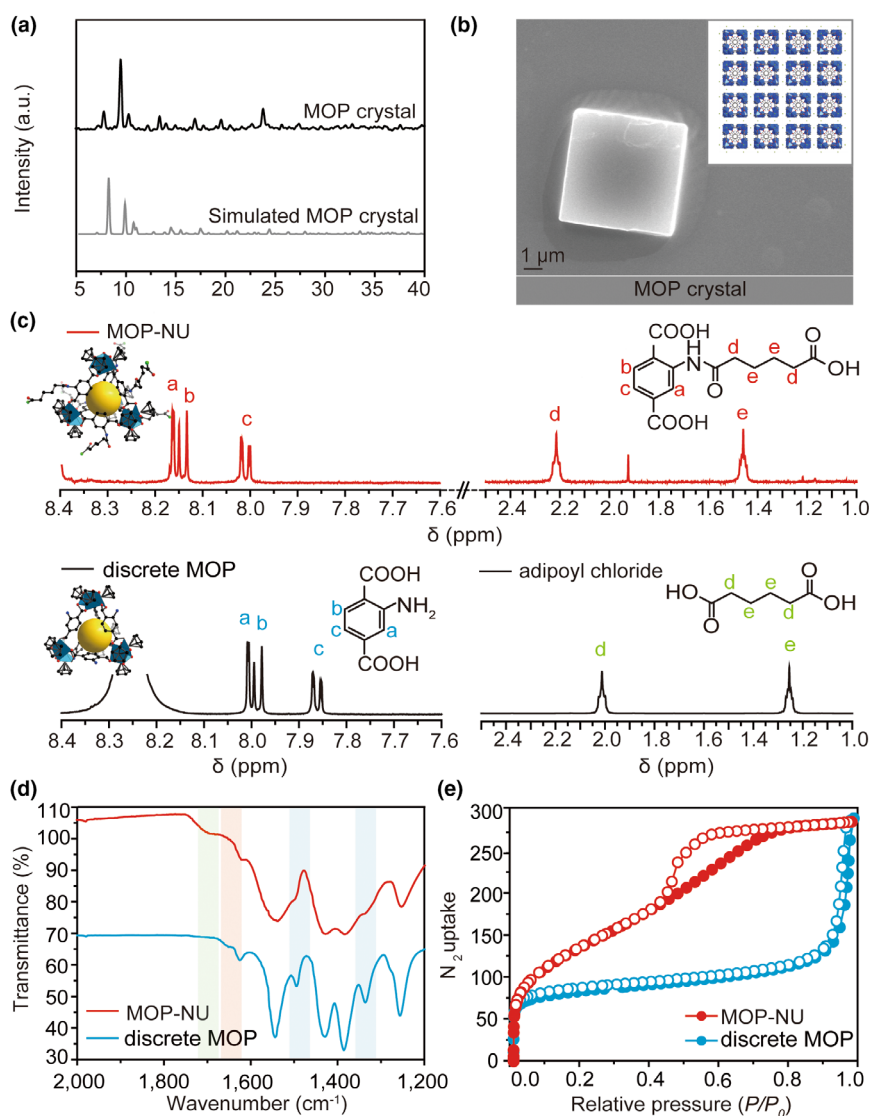 (a)
Intensity (a.u.)
MOP crystal
Simulated MOP crystal
5 10 15 20 25 30 35 40
(b)
1 μm
MOP crystal
(c)
MOP-NU
a
b
c
d
e
COOH
H
N
O
O
OH
b
c
a
d
e
e
d
COOH
8.4 8.3 8.2 8.1 8.0 7.9 7.8 7.7 7.6
2.4 2.2 2.0 1.8 1.6 1.4 1.2 1.0
δ (ppm)
δ (ppm)
discrete MOP
a
b
c
COOH
NH2
b
c
a
COOH
8.4 8.3 8.2 8.1 8.0 7.9 7.8 7.7 7.6
δ (ppm)
adipoyl chloride
HO
O
d
e
e
d
O
OH
d
e
2.4 2.2 2.0 1.8 1.6 1.4 1.2 1.0
δ (ppm)
(d)
Transmittance (%)
110
100
90
80
70
60
50
40
30
MOP-NU
discrete MOP
2,000 1,800 1,600 1,400 1,200
Wavenumber (cm⁻¹)
(e)
N2 uptake
300
250
200
150
100
50
0
MOP-NU
discrete MOP
0.0 0.2 0.4 0.6 0.8 1.0
Relative pressure (P/P0)